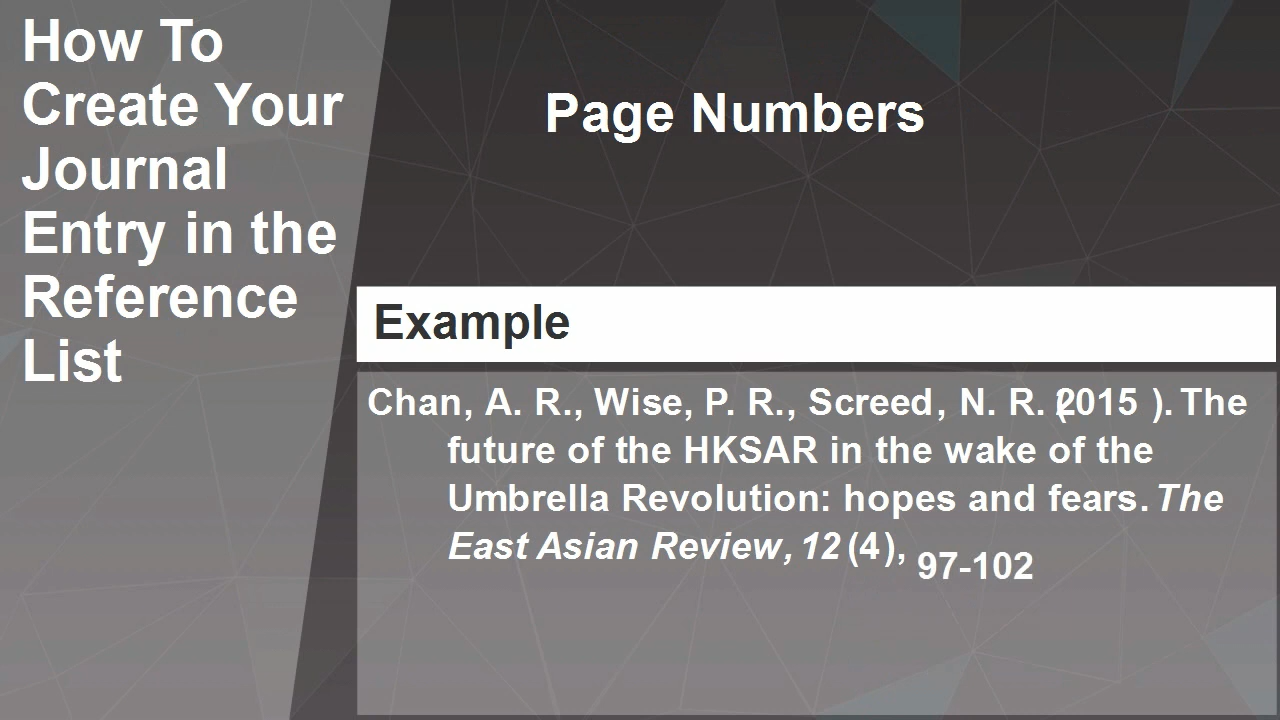 How To
Create Your
Journal
Entry in the
Reference
List
Page Numbers
Example
Chan, A. R., Wise, P. R., Screed, N. R. (2015 ). The
future of the HKSAR in the wake of the
Umbrella Revolution: hopes and fears. The
East Asian Review, 12 (4), 97-102